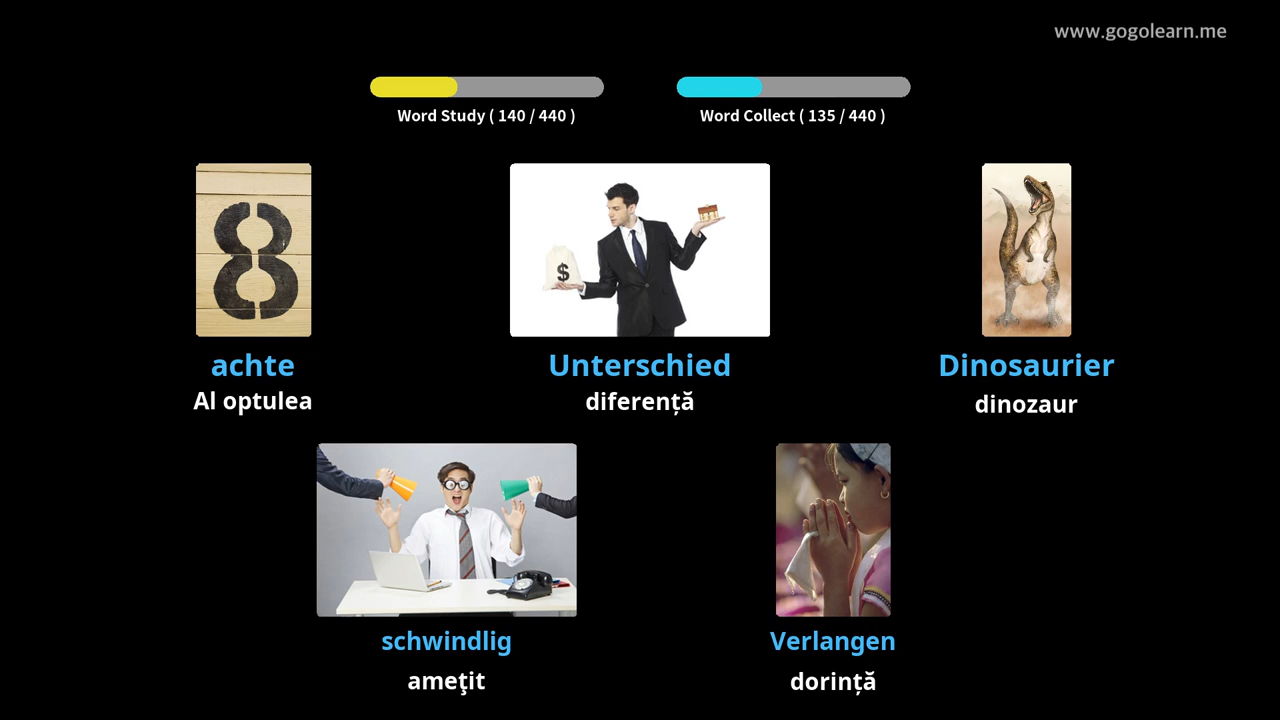 www.gogolearn.me
Word Study ( 140 / 440 )
Word Collect ( 135 / 440 )
8
$
achte
Al optulea
Unterschied
diferență
Dinosaurier
dinozaur
schwindlig
ameţit
Verlangen
dorință